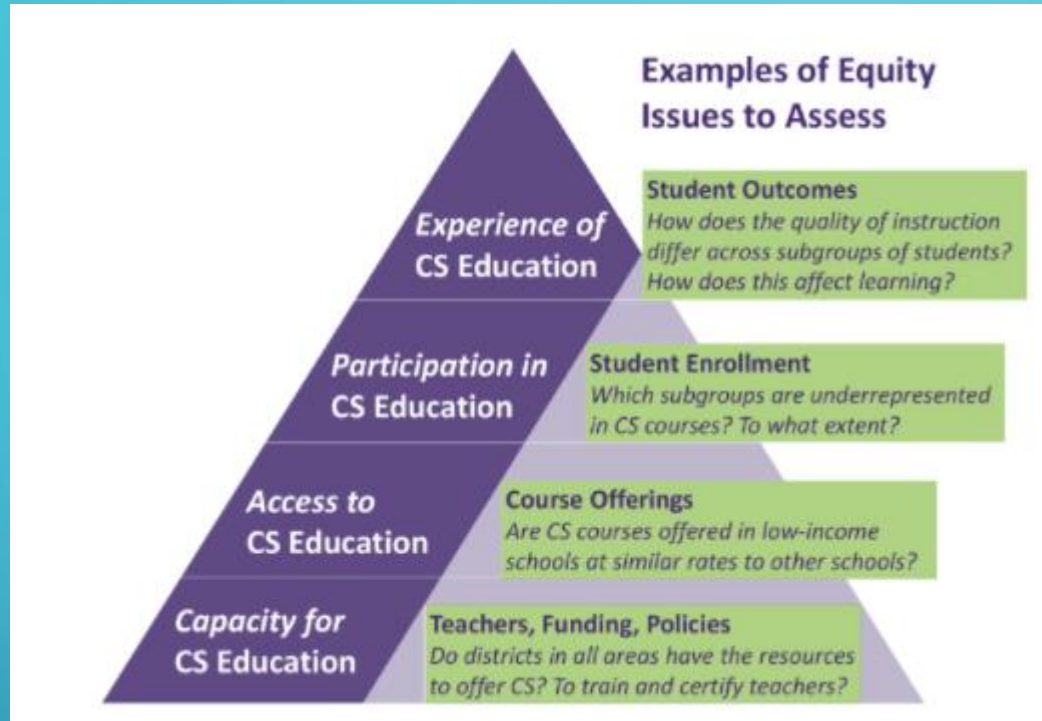 Examples of Equity
Issues to Assess
Experience of
CS Education
Student Outcomes
How does the quality of instruction
differ across subgroups of students?
How does this affect learning?
Participation in
CS Education
Student Enrollment
Which subgroups are underrepresented
in CS courses? To what extent?
Access to
CS Education
Course Offerings
Are CS courses offered in low-income
schools at similar rates to other schools?
Capacity for
CS Education
Teachers, Funding, Policies
Do districts in all areas have the resources
to offer CS? To train and certify teachers?